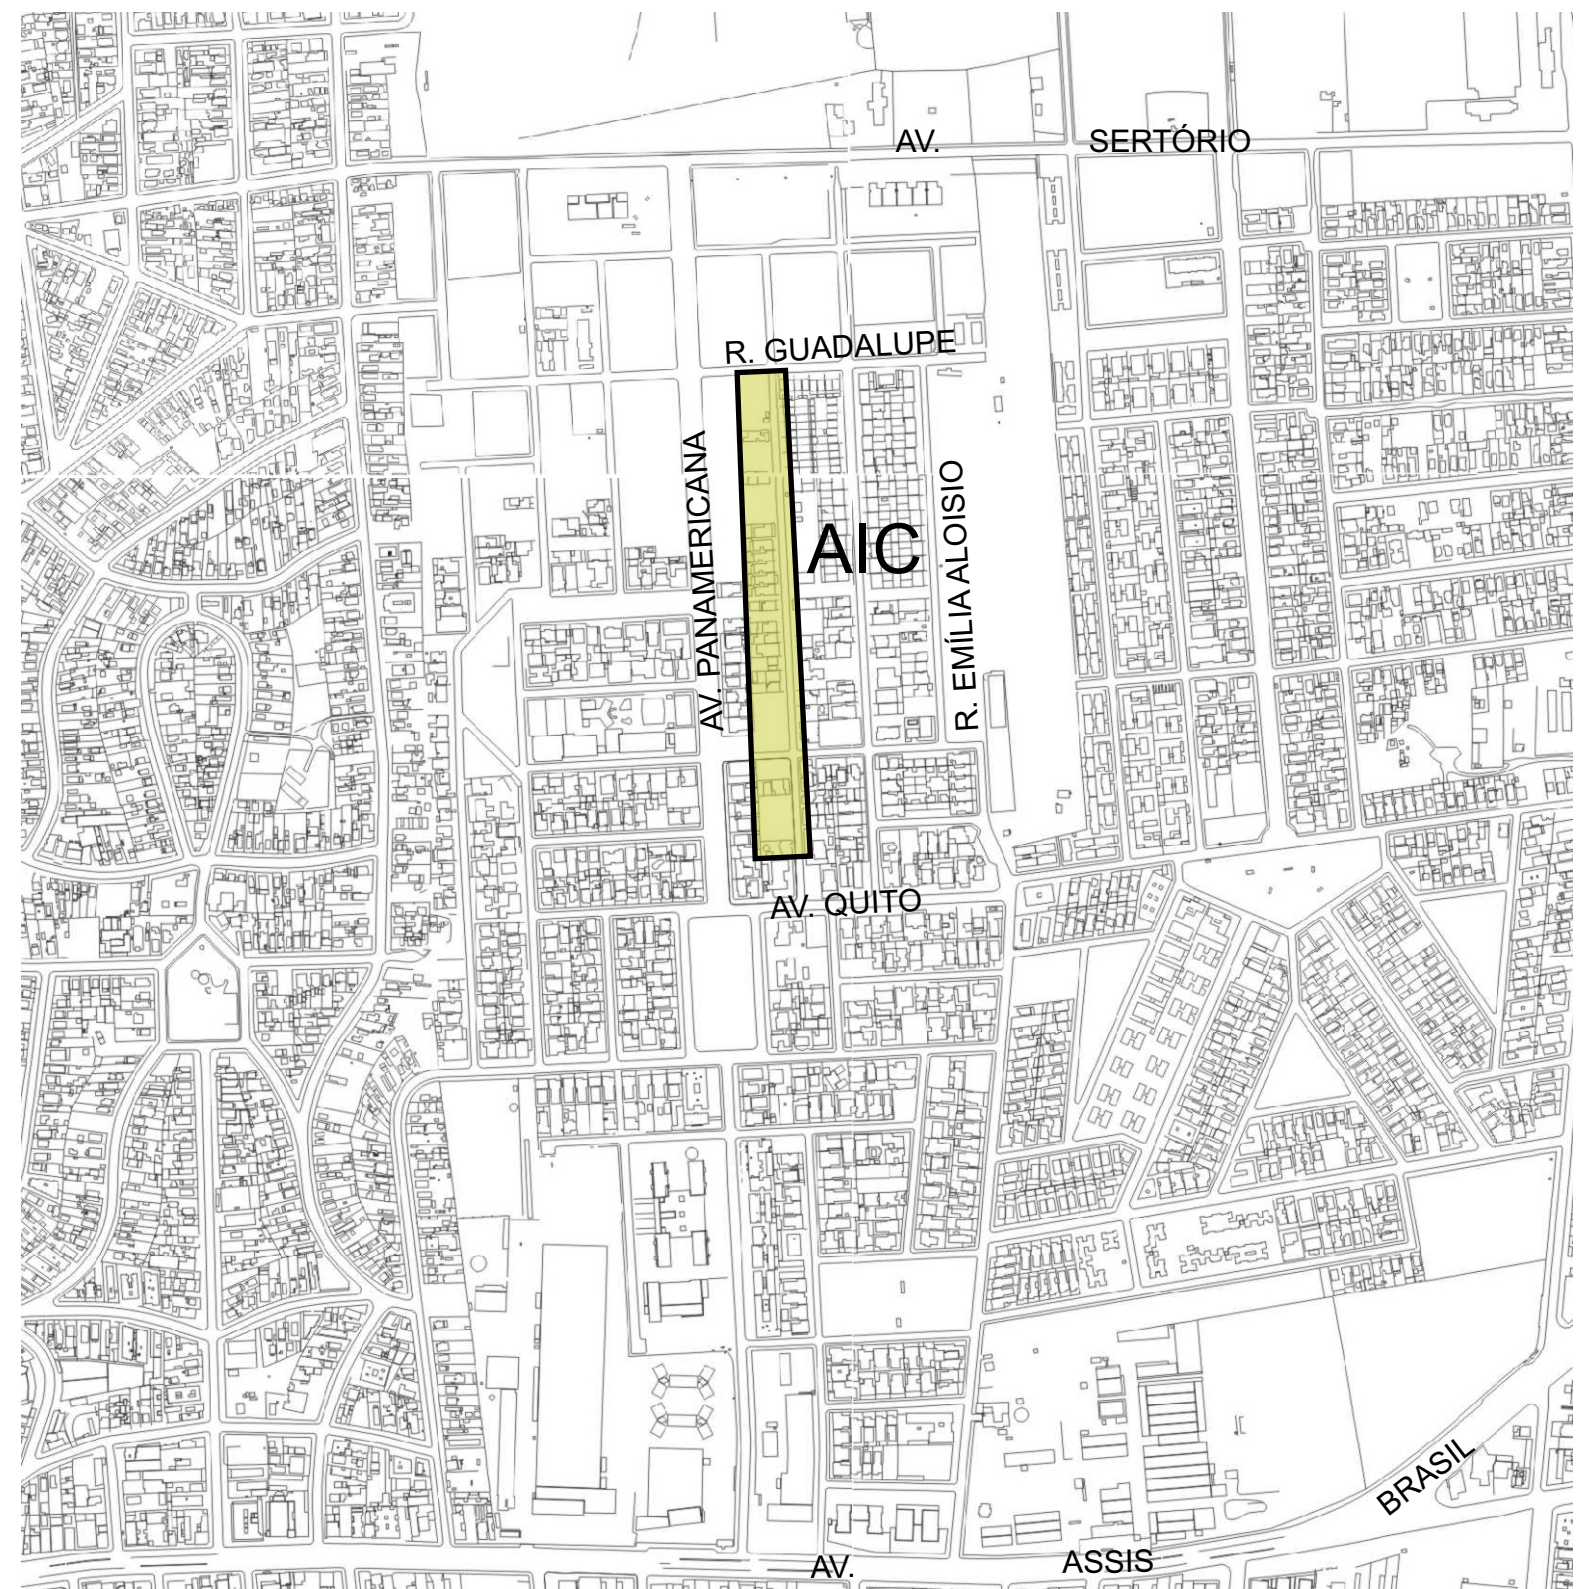 AV. SERTÓRIO
R. GUADALUPE
AV. PANAMERICANA
AIC
R. EMÍLIA ALOISIO
AV. QUITO
AV. ASSIS BRASIL